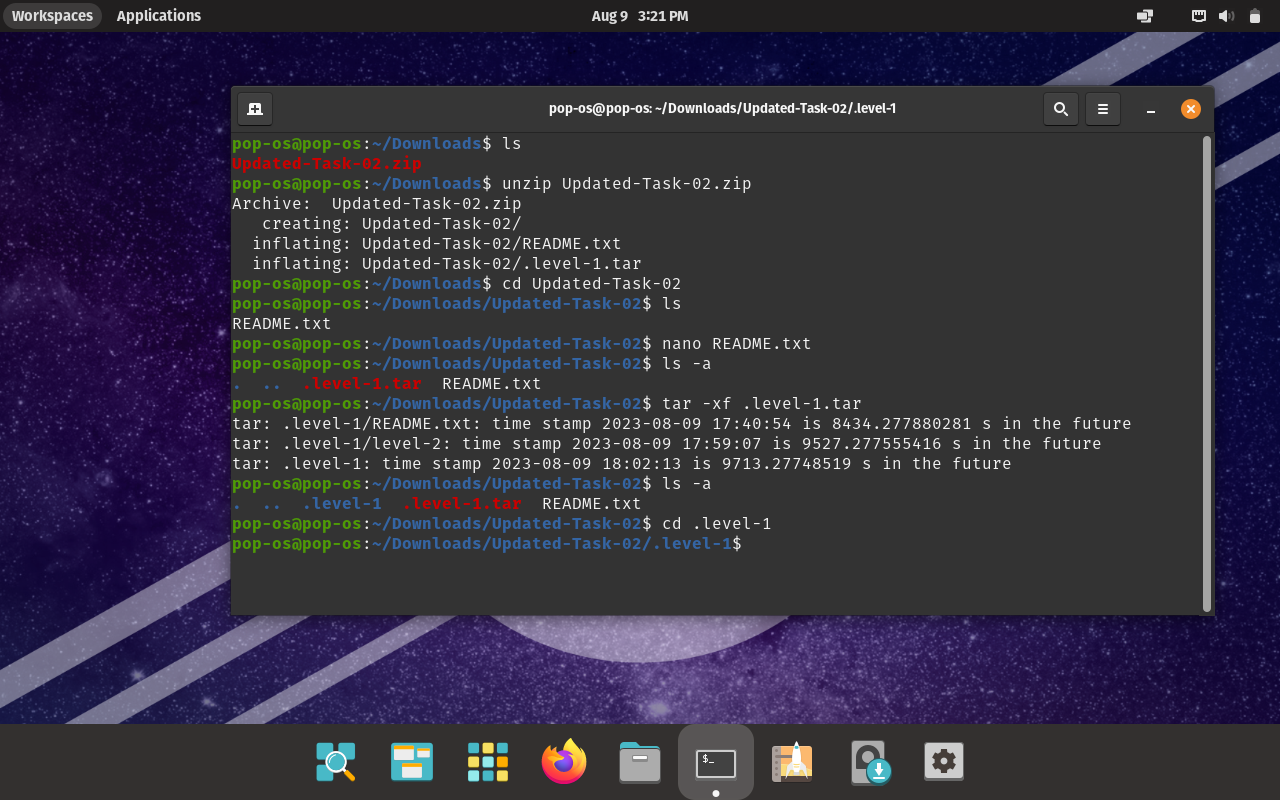 Workspaces Applications Aug 9 3:21 PM
pop-os@pop-os: ~/Downloads/Updated-Task-02/.level-1
pop-os@pop-os:~/Downloads$ ls
Updated-Task-02.zip
pop-os@pop-os:~/Downloads$ unzip Updated-Task-02.zip
Archive:  Updated-Task-02.zip
   creating: Updated-Task-02/
  inflating: Updated-Task-02/README.txt
  inflating: Updated-Task-02/.level-1.tar
pop-os@pop-os:~/Downloads$ cd Updated-Task-02
pop-os@pop-os:~/Downloads/Updated-Task-02$ ls
README.txt
pop-os@pop-os:~/Downloads/Updated-Task-02$ nano README.txt
pop-os@pop-os:~/Downloads/Updated-Task-02$ ls -a
.  ..  .level-1.tar  README.txt
pop-os@pop-os:~/Downloads/Updated-Task-02$ tar -xf .level-1.tar
tar: .level-1/README.txt: time stamp 2023-08-09 17:40:54 is 8434.277880281 s in the future
tar: .level-1/level-2: time stamp 2023-08-09 17:59:07 is 9527.277555416 s in the future
tar: .level-1: time stamp 2023-08-09 18:02:13 is 9713.27748519 s in the future
pop-os@pop-os:~/Downloads/Updated-Task-02$ ls -a
.  ..  .level-1  .level-1.tar  README.txt
pop-os@pop-os:~/Downloads/Updated-Task-02$ cd .level-1
pop-os@pop-os:~/Downloads/Updated-Task-02/.level-1$
$_